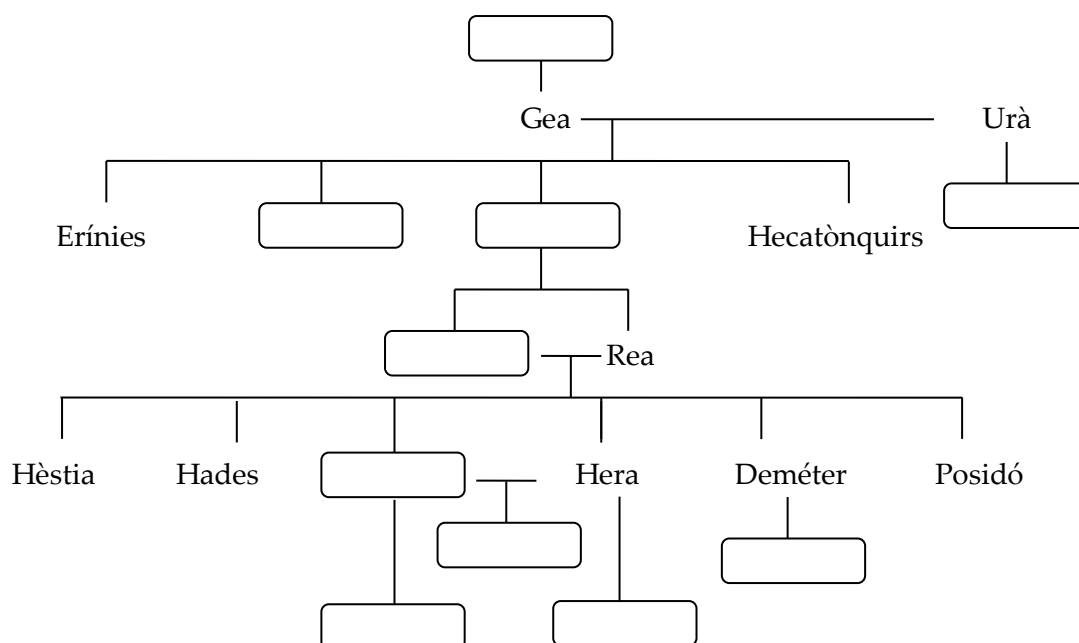 Gea Urà
Erínies Hecatònquirs
Rea
Hèstia Hades Hera Deméter Posidó